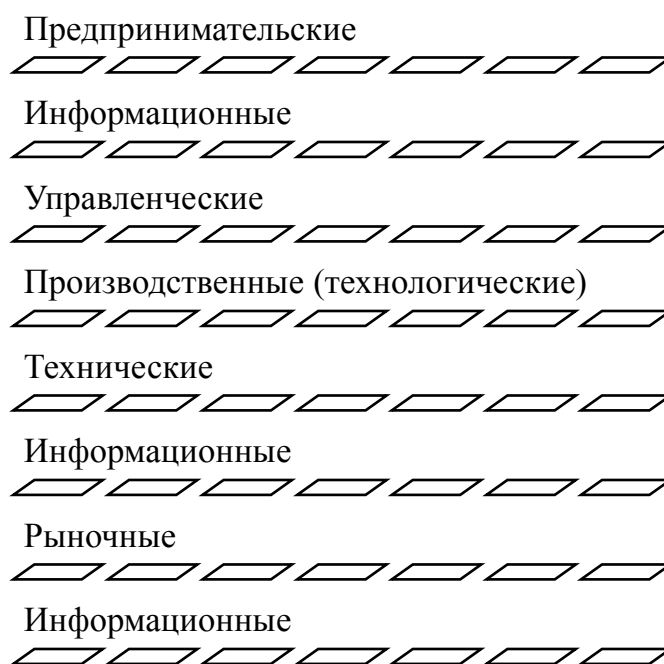 Предпринимательские
Информационные
Управленческие
Производственные (технологические)
Технические
Информационные
Рыночные
Информационные